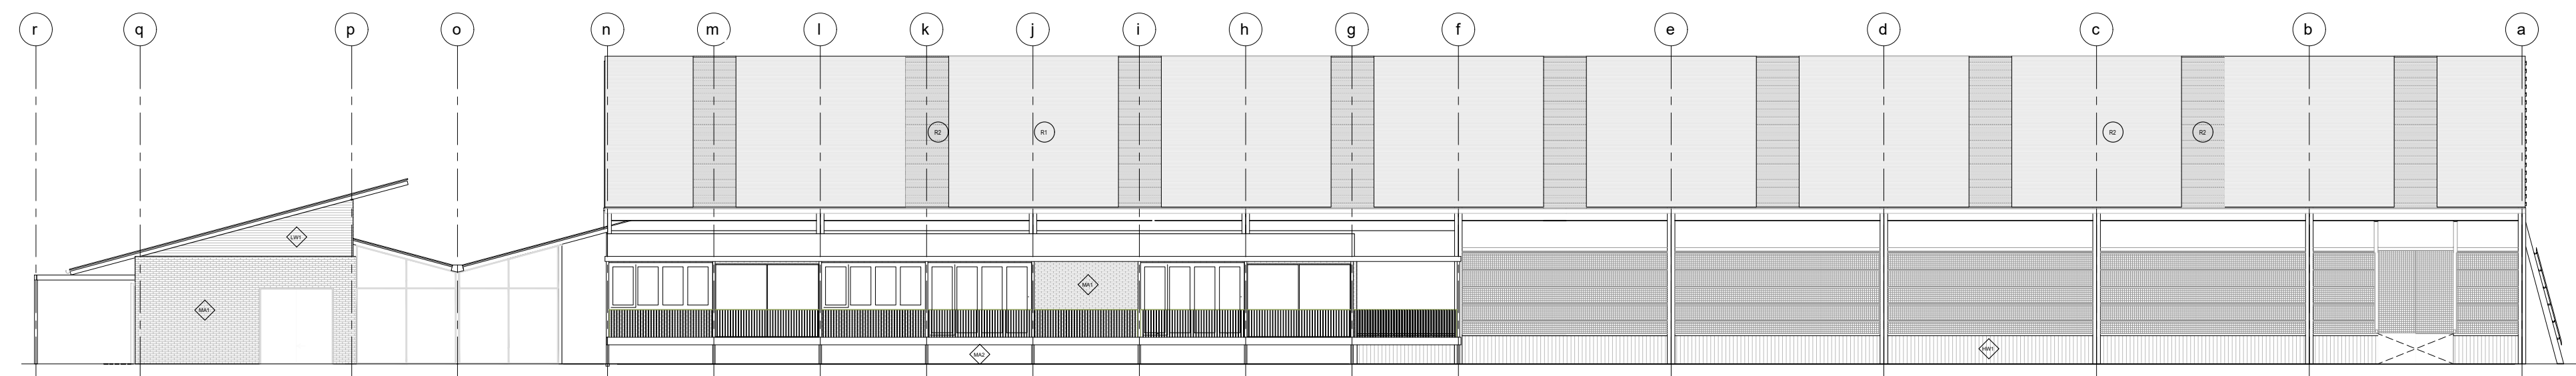 r q p o n m l k j i h g f e d c b a
R2 R1 R2 R2
LW1
MA1
MA1
HW1
MA2